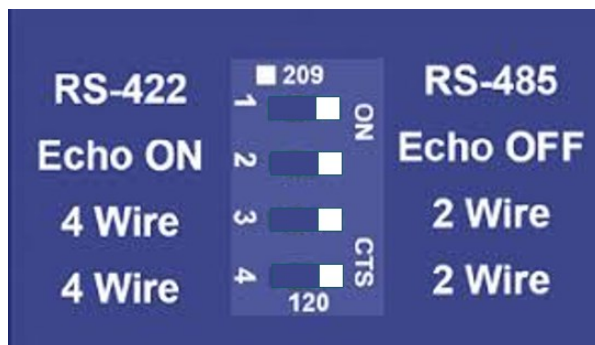 209
RS-422 1 ON RS-485
Echo ON 2 Echo OFF
4 Wire 3 2 Wire
4 Wire 4 CTS 2 Wire
120